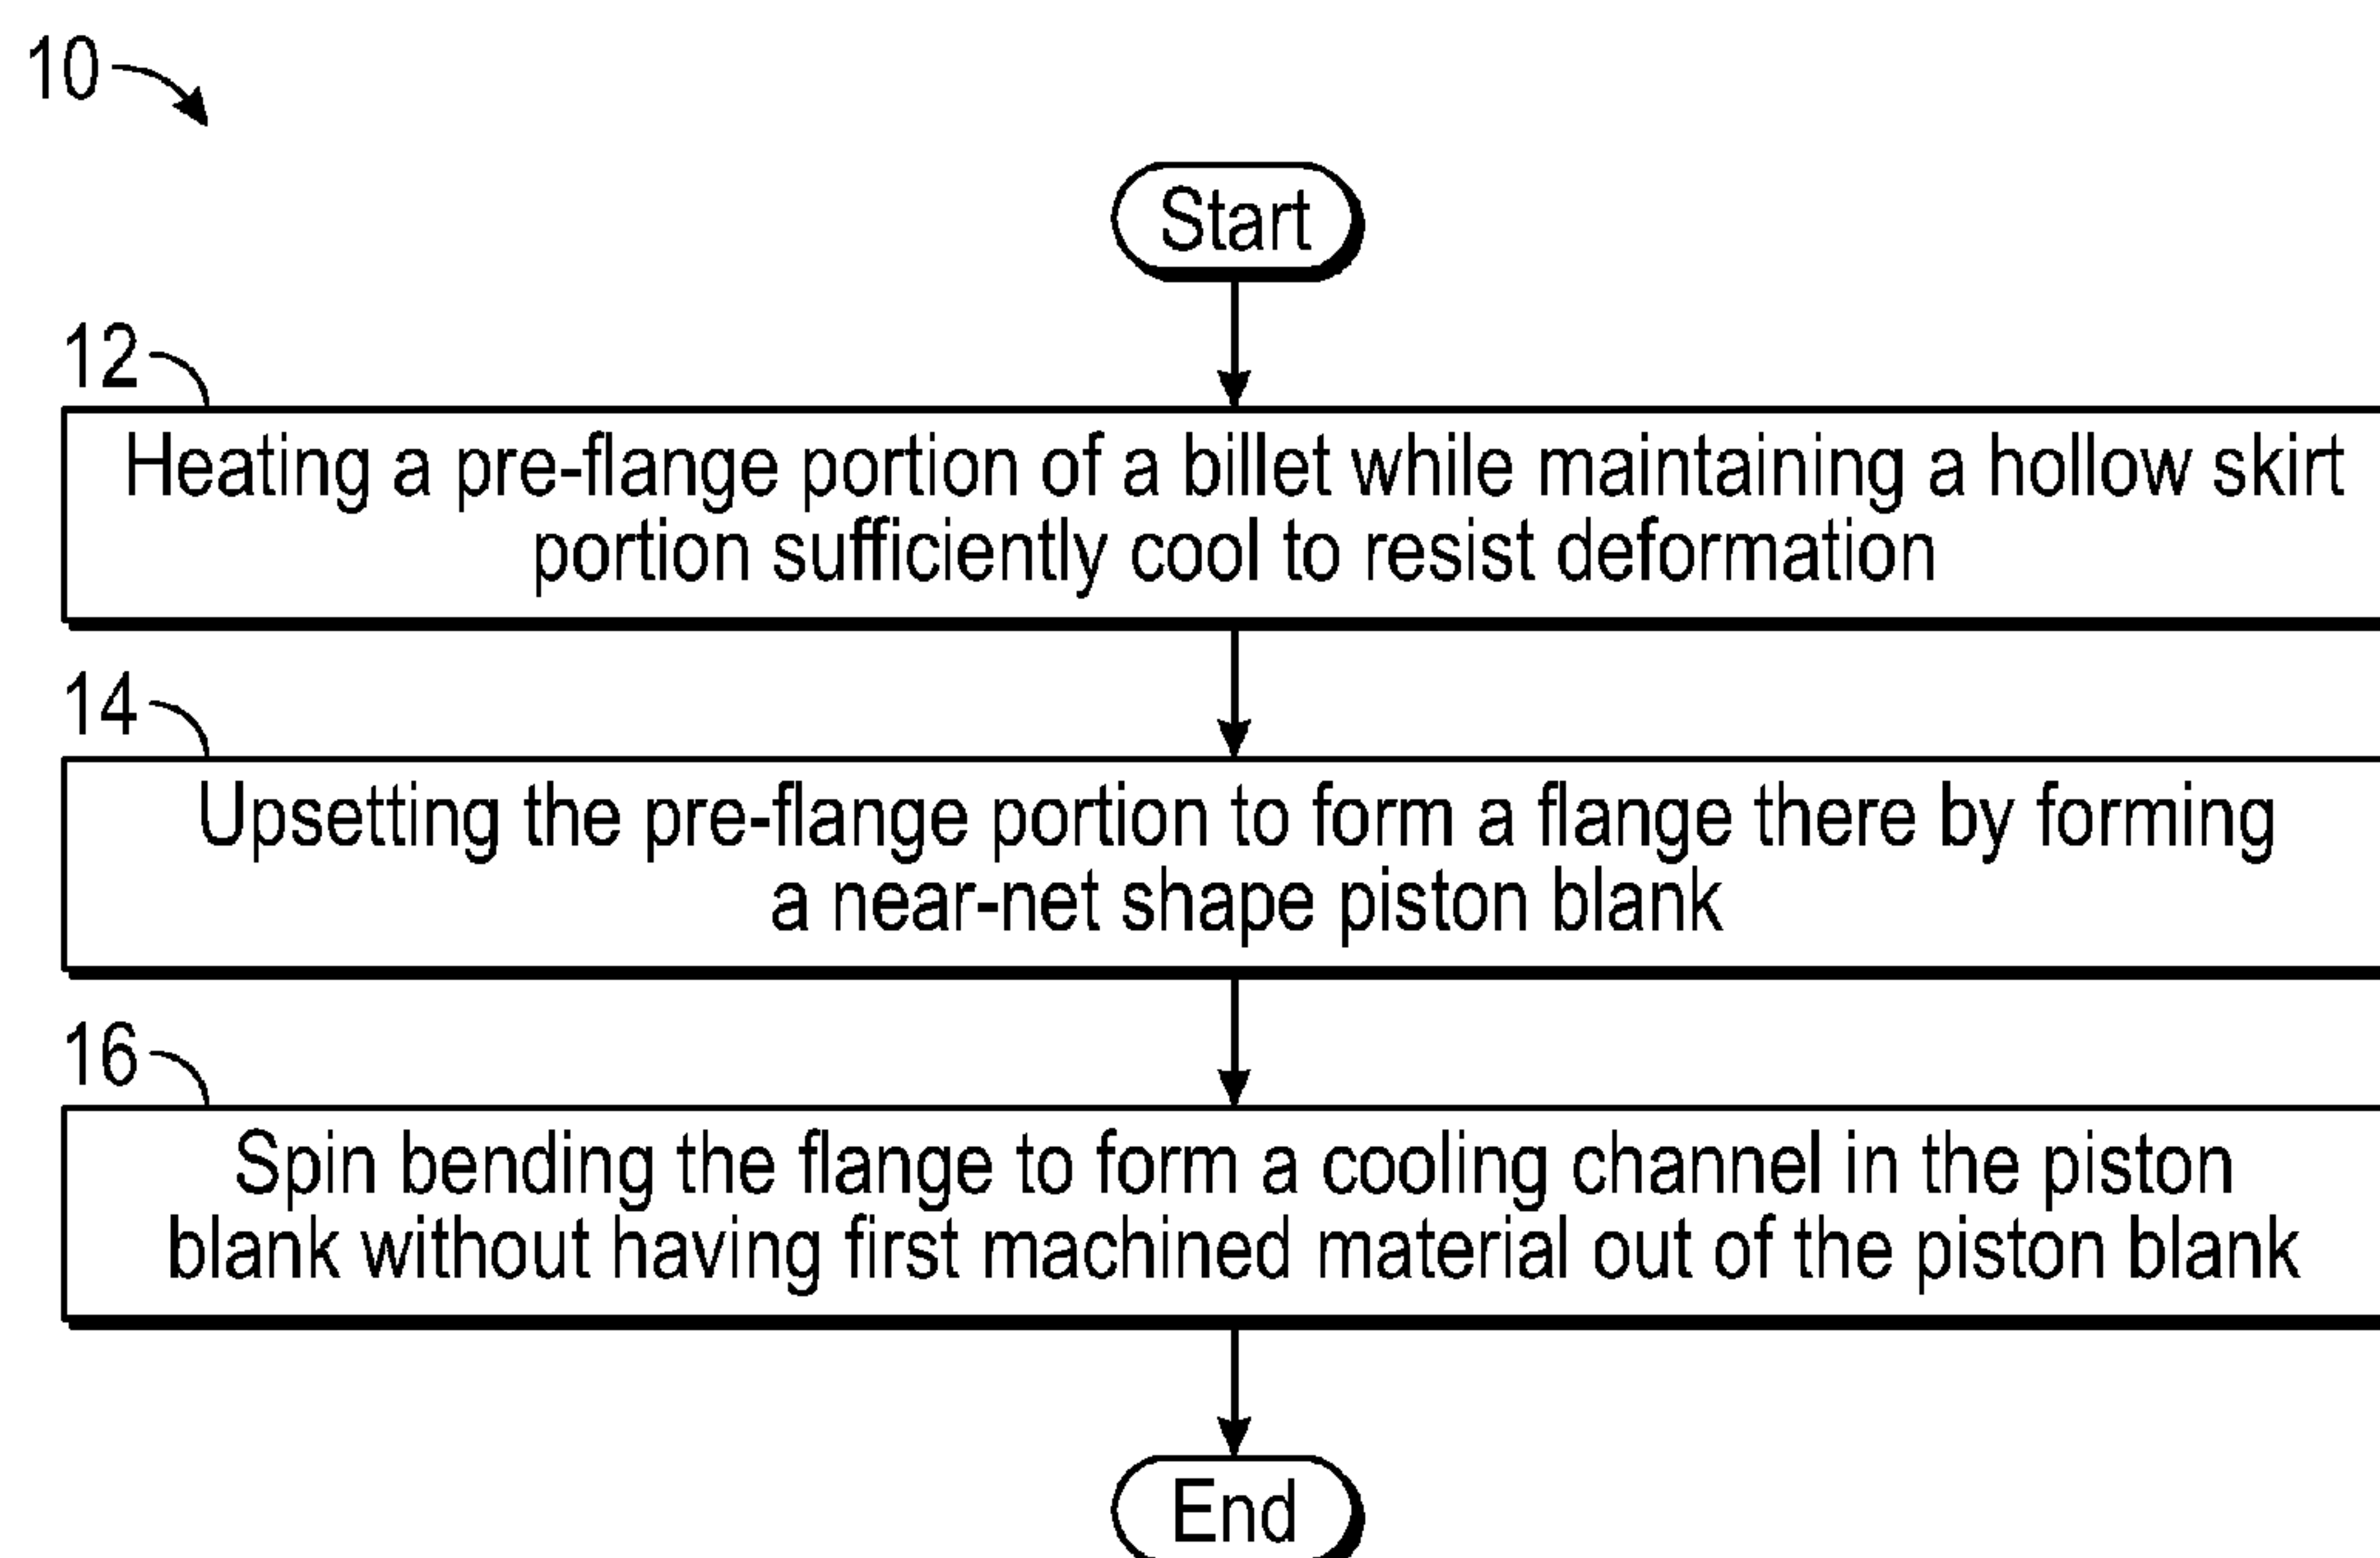 10
Start
12
Heating a pre-flange portion of a billet while maintaining a hollow skirt
portion sufficiently cool to resist deformation
14
Upsetting the pre-flange portion to form a flange there by forming
a near-net shape piston blank
16
Spin bending the flange to form a cooling channel in the piston
blank without having first machined material out of the piston blank
End